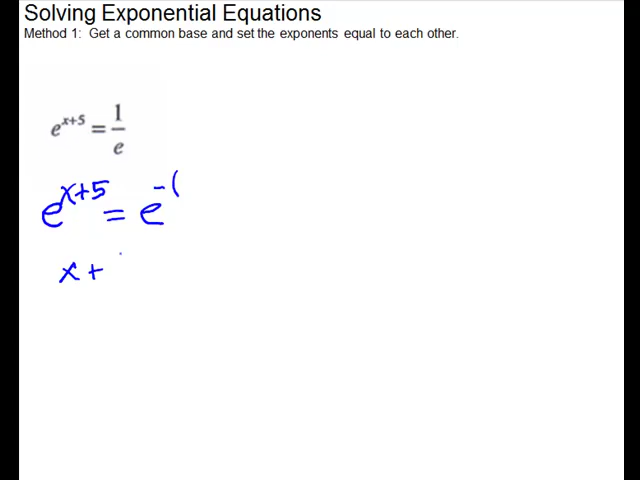 Solving Exponential Equations
Method 1: Get a common base and set the exponents equal to each other.
e^{x+5} = \frac{1}{e}
e^{x+5} = e^{-1}
x +